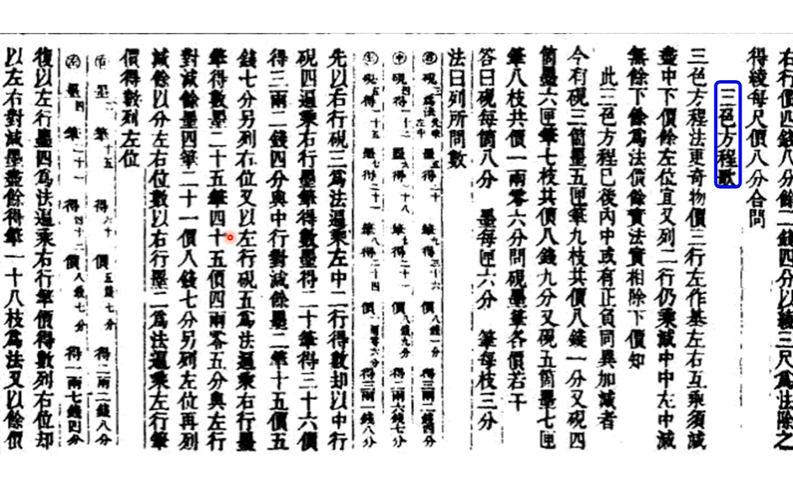 右行價四錢八分餘二錢四分以綾三尺為法除之
得綾每尺價八分合問
三色方程歌
三色方程法更奇物價三行左作基左右互乘須減
盡中下價餘左位宜又列二行仍乘減中中左中減
無餘下餘為法價餘實法實相除下價知
此三色方程已後內中或有正負同異加減者
今有硯三箇墨五匣筆九枝共價八錢一分又硯四
箇墨六匣筆七枝共價八錢九分又硯五箇墨七匣
筆八枝共價一兩零六分問硯墨筆各價若干
答曰硯每箇八分 墨每匣六分 筆每枝三分
法曰列所問數
先以右行硯三為法遍乘左中二行得數却以中行
硯四遍乘右行墨筆得數墨得二十筆得三十六價
得三兩二錢四分與中行對減餘墨二筆十五價五
錢七分另列右位又以左行硯五為法遍乘右行墨
筆得數墨二十五筆四十五價四兩零五分與左行
對減餘墨四筆二十一價八錢七分另列左位再列
減餘以分左右位數以右行墨二為法遍乘左行筆
價得數列左位
復以左行墨四為法遍乘右行筆價得數列右位却
以左右對減墨盡餘得筆一十八枝為法又以餘價